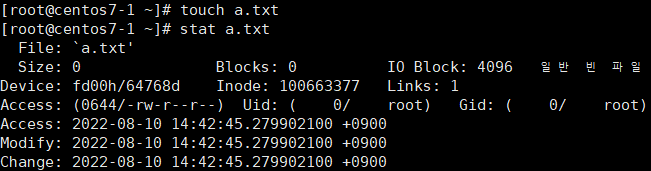 [root@centos7-1 ~]# touch a.txt
[root@centos7-1 ~]# stat a.txt
  File: `a.txt'
  Size: 0               Blocks: 0          IO Block: 4096   일반 빈 파일
Device: fd00h/64768d    Inode: 100663377   Links: 1
Access: (0644/-rw-r--r--)  Uid: (    0/    root)   Gid: (    0/    root)
Access: 2022-08-10 14:42:45.279902100 +0900
Modify: 2022-08-10 14:42:45.279902100 +0900
Change: 2022-08-10 14:42:45.279902100 +0900